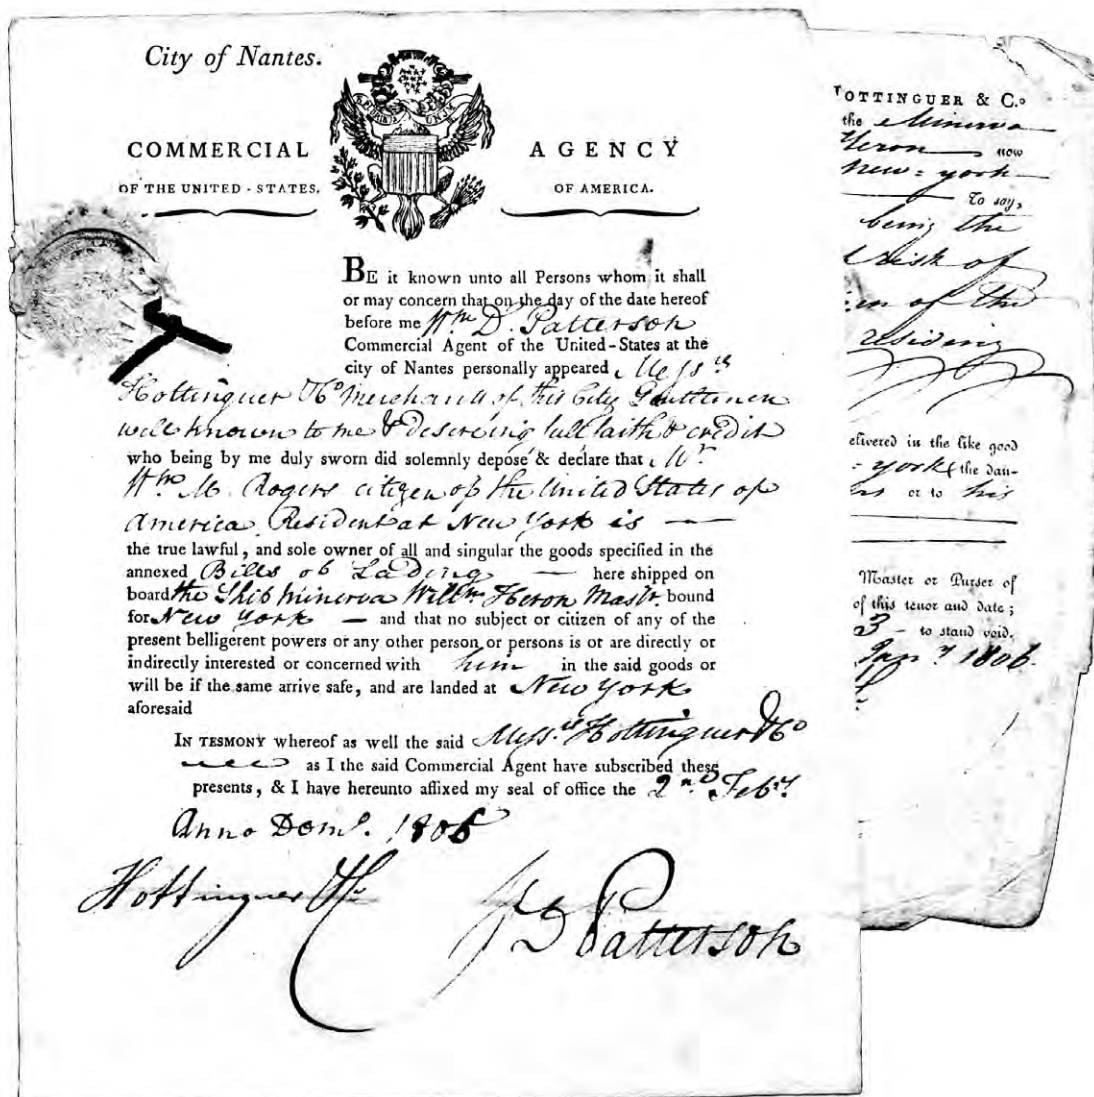 City of Nantes.
E PLURIBUS UNUM
COMMERCIAL AGENCY
OF THE UNITED-STATES. OF AMERICA.
BE it known unto all Persons whom it shall
or may concern that on the day of the date hereof
before me Wm D. Patterson
Commercial Agent of the United-States at the
city of Nantes personally appeared Messrs
Hottinguer & Co Merchants of this City Gentlemen
well known to me & deserving full faith & credit
who being by me duly sworn did solemnly depose & declare that Mr.
Wm M. Rogers citizen of the United States of
America, Resident at New York is —
the true lawful, and sole owner of all and singular the goods specified in the
annexed Bills of Lading — here shipped on
board the Ship Minerva Willm Heron Mastr. bound
for New York — and that no subject or citizen of any of the
present belligerent powers or any other person or persons is or are directly or
indirectly interested or concerned with him in the said goods or
will be if the same arrive safe, and are landed at New York
aforesaid
IN TESMONY whereof as well the said Messrs Hottinguer & Co
as I the said Commercial Agent have subscribed these
presents, & I have hereunto affixed my seal of office the 2nd. Feby.
Anno Domi. 1806
Hottinguer & Co
Patterson
OTTINGUER & C.o
the Minerva
Heron now
new-york
To say,
being the
risk of
of the
residing
elivered in the like good
york (the dan-
or to his
Master or Purser of
of this tenor and date;
3 - to stand void.
Jany 1806.